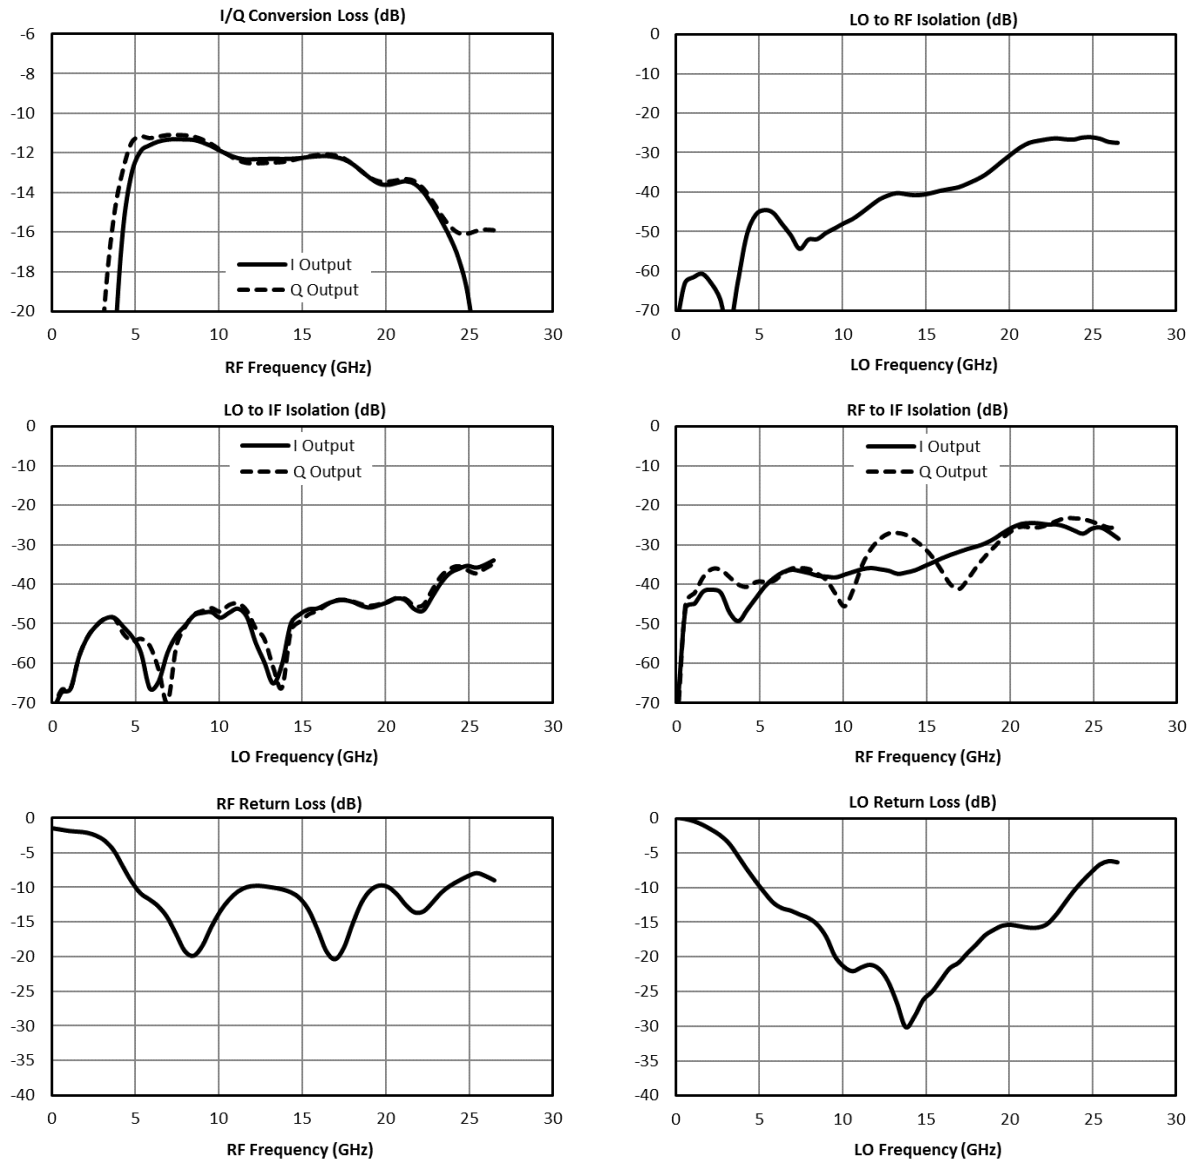 I/Q Conversion Loss (dB)
-6
-8
-10
-12
-14
-16
-18
-20
I Output
Q Output
0 5 10 15 20 25 30
RF Frequency (GHz)
LO to RF Isolation (dB)
0
-10
-20
-30
-40
-50
-60
-70
0 5 10 15 20 25 30
LO Frequency (GHz)
LO to IF Isolation (dB)
0
-10
-20
-30
-40
-50
-60
-70
I Output
Q Output
0 5 10 15 20 25 30
LO Frequency (GHz)
RF to IF Isolation (dB)
0
-10
-20
-30
-40
-50
-60
-70
I Output
Q Output
0 5 10 15 20 25 30
RF Frequency (GHz)
RF Return Loss (dB)
0
-5
-10
-15
-20
-25
-30
-35
-40
0 5 10 15 20 25 30
RF Frequency (GHz)
LO Return Loss (dB)
0
-5
-10
-15
-20
-25
-30
-35
-40
0 5 10 15 20 25 30
LO Frequency (GHz)